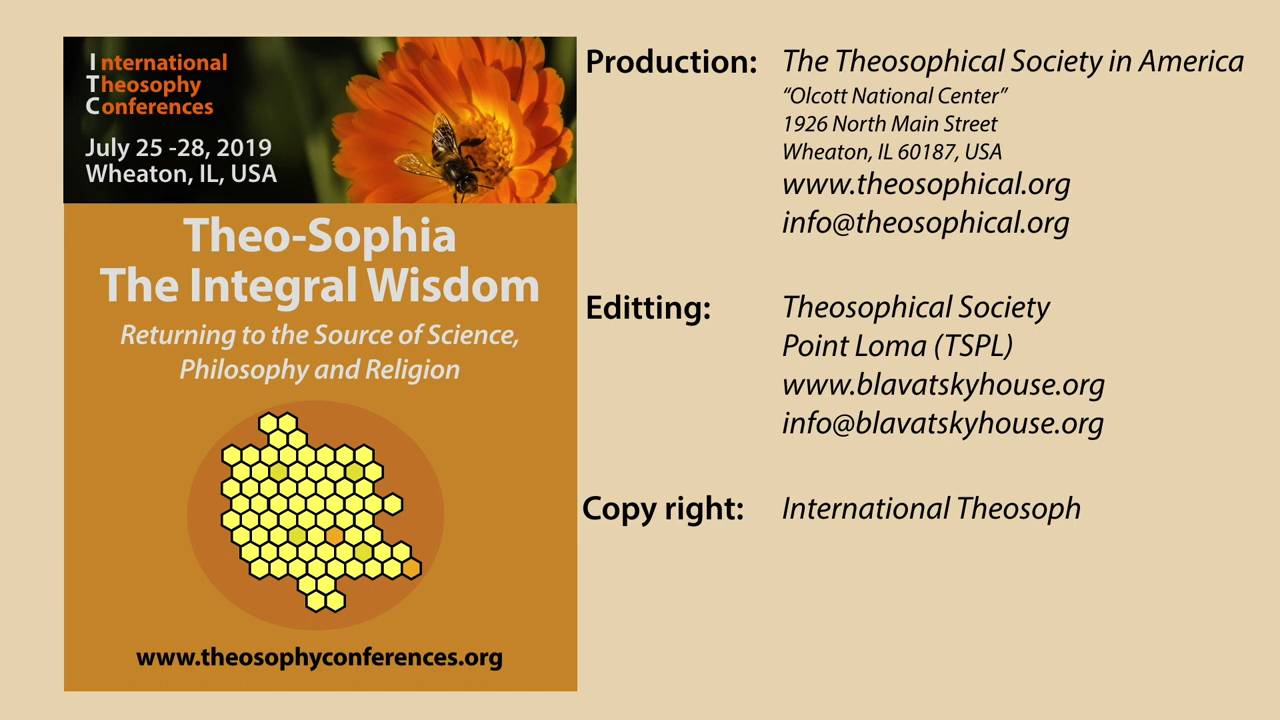 International
Theosophy
Conferences
July 25 -28, 2019
Wheaton, IL, USA
Theo-Sophia
The Integral Wisdom
Returning to the Source of Science,
Philosophy and Religion
www.theosophyconferences.org
Production: The Theosophical Society in America
“Olcott National Center”
1926 North Main Street
Wheaton, IL 60187, USA
www.theosophical.org
info@theosophical.org
Editting: Theosophical Society
Point Loma (TSPL)
www.blavatskyhouse.org
info@blavatskyhouse.org
Copy right: International Theosoph